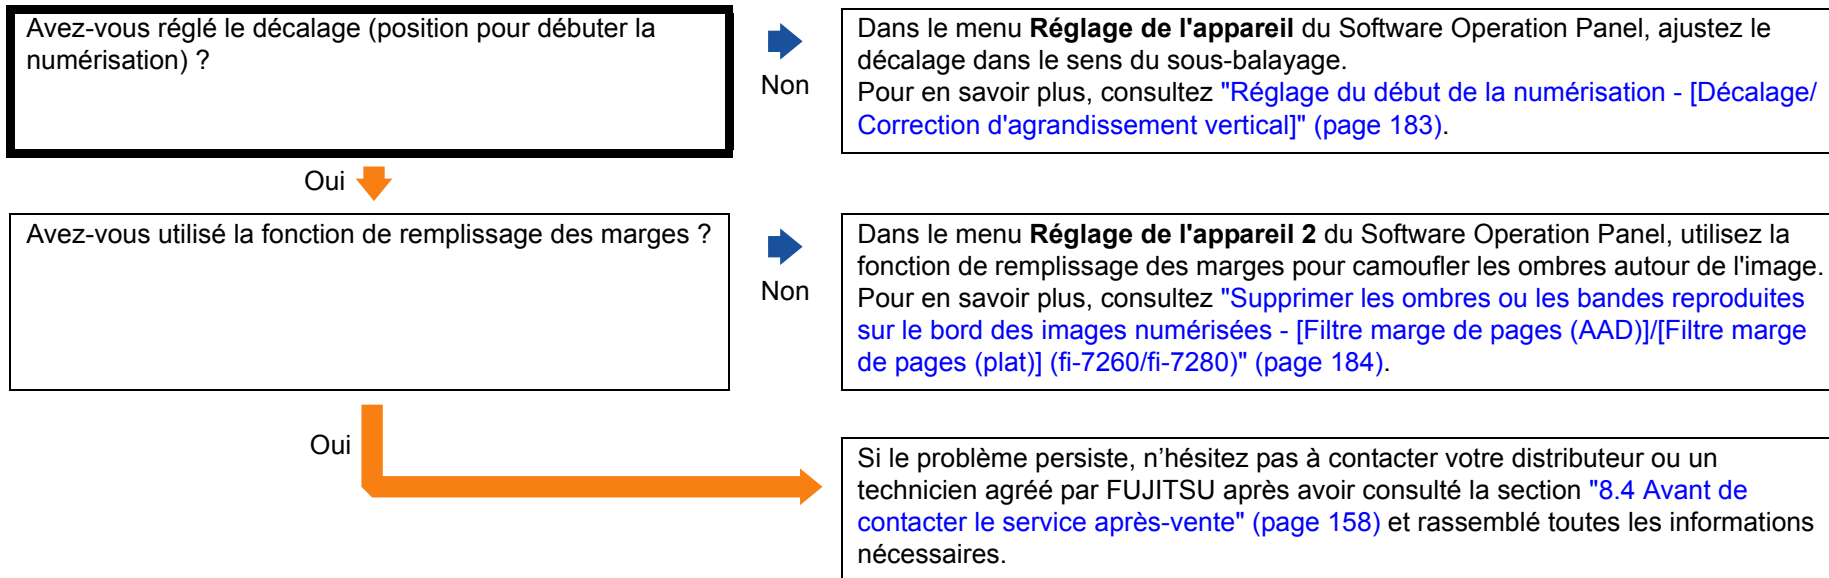 Avez-vous réglé le décalage (position pour débuter la
numérisation) ?
Non
Dans le menu Réglage de l'appareil du Software Operation Panel, ajustez le
décalage dans le sens du sous-balayage.
Pour en savoir plus, consultez "Réglage du début de la numérisation - [Décalage/
Correction d'agrandissement vertical]" (page 183).
Oui
Avez-vous utilisé la fonction de remplissage des marges ?
Non
Dans le menu Réglage de l'appareil 2 du Software Operation Panel, utilisez la
fonction de remplissage des marges pour camoufler les ombres autour de l'image.
Pour en savoir plus, consultez "Supprimer les ombres ou les bandes reproduites
sur le bord des images numérisées - [Filtre marge de pages (AAD)]/[Filtre marge
de pages (plat)] (fi-7260/fi-7280)" (page 184).
Oui
Si le problème persiste, n’hésitez pas à contacter votre distributeur ou un
technicien agréé par FUJITSU après avoir consulté la section "8.4 Avant de
contacter le service après-vente" (page 158) et rassemblé toutes les informations
nécessaires.